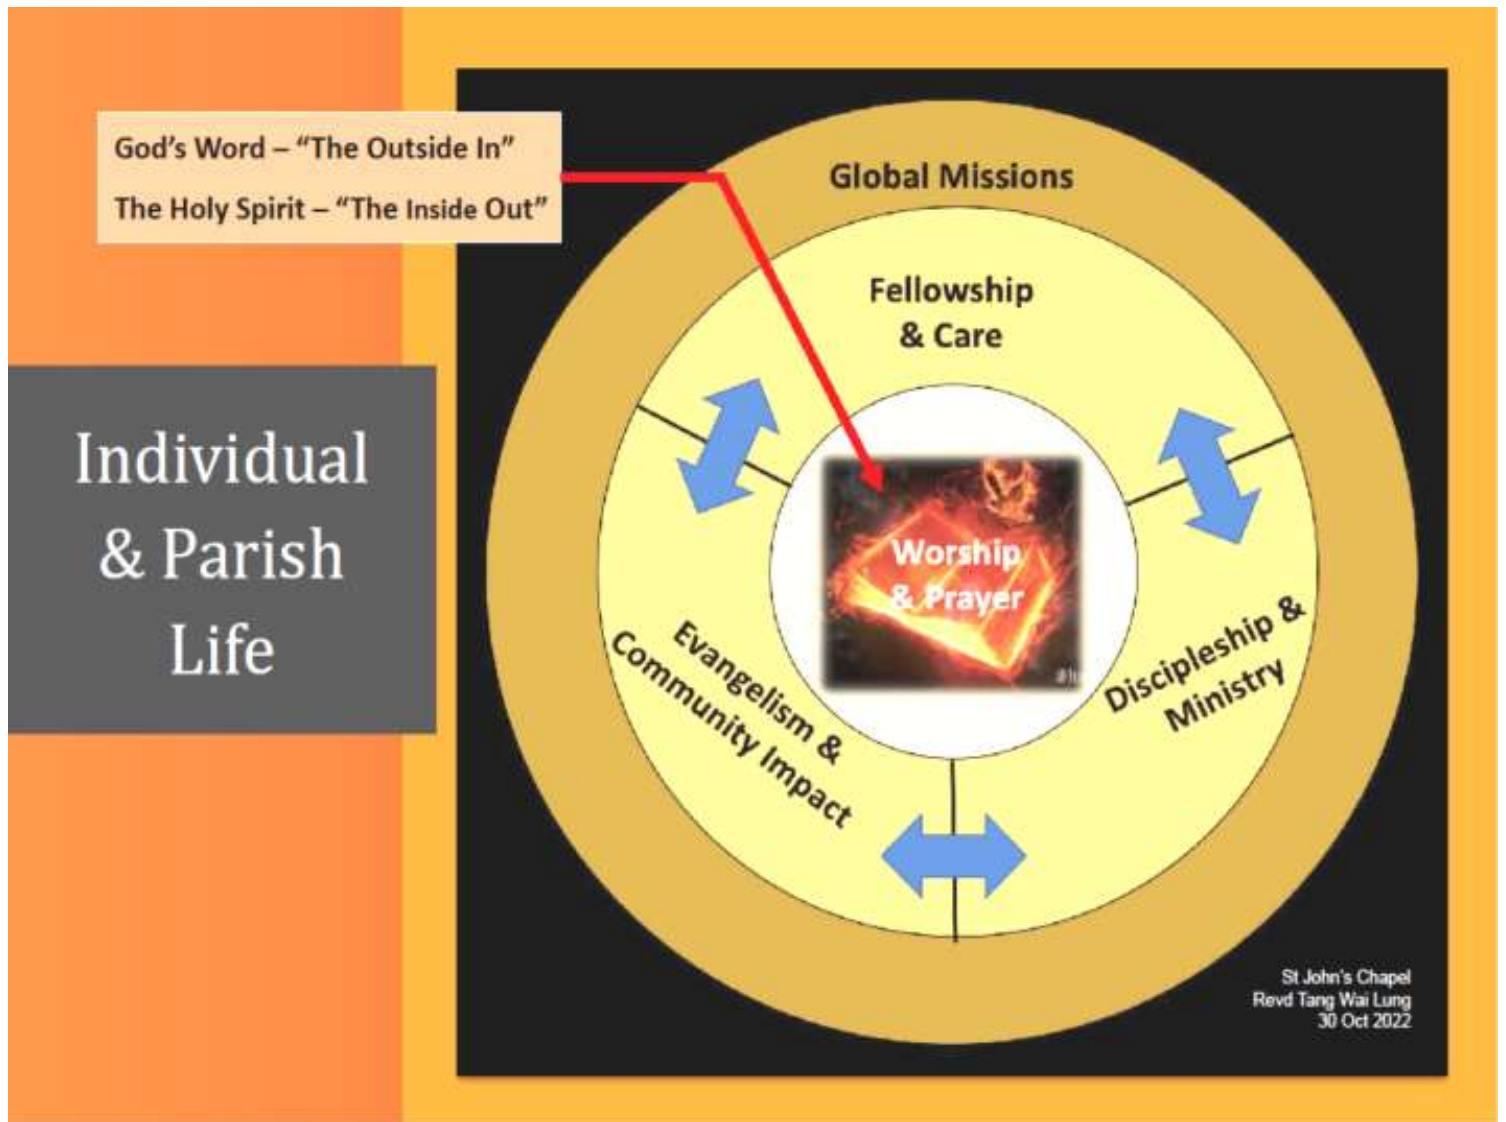 God's Word – “The Outside In”
The Holy Spirit – “The Inside Out”
Individual
& Parish
Life
Global Missions
Fellowship
& Care
Worship
& Prayer
Evangelism &
Community Impact
Discipleship &
Ministry
St John's Chapel
Revd Tang Wai Lung
30 Oct 2022